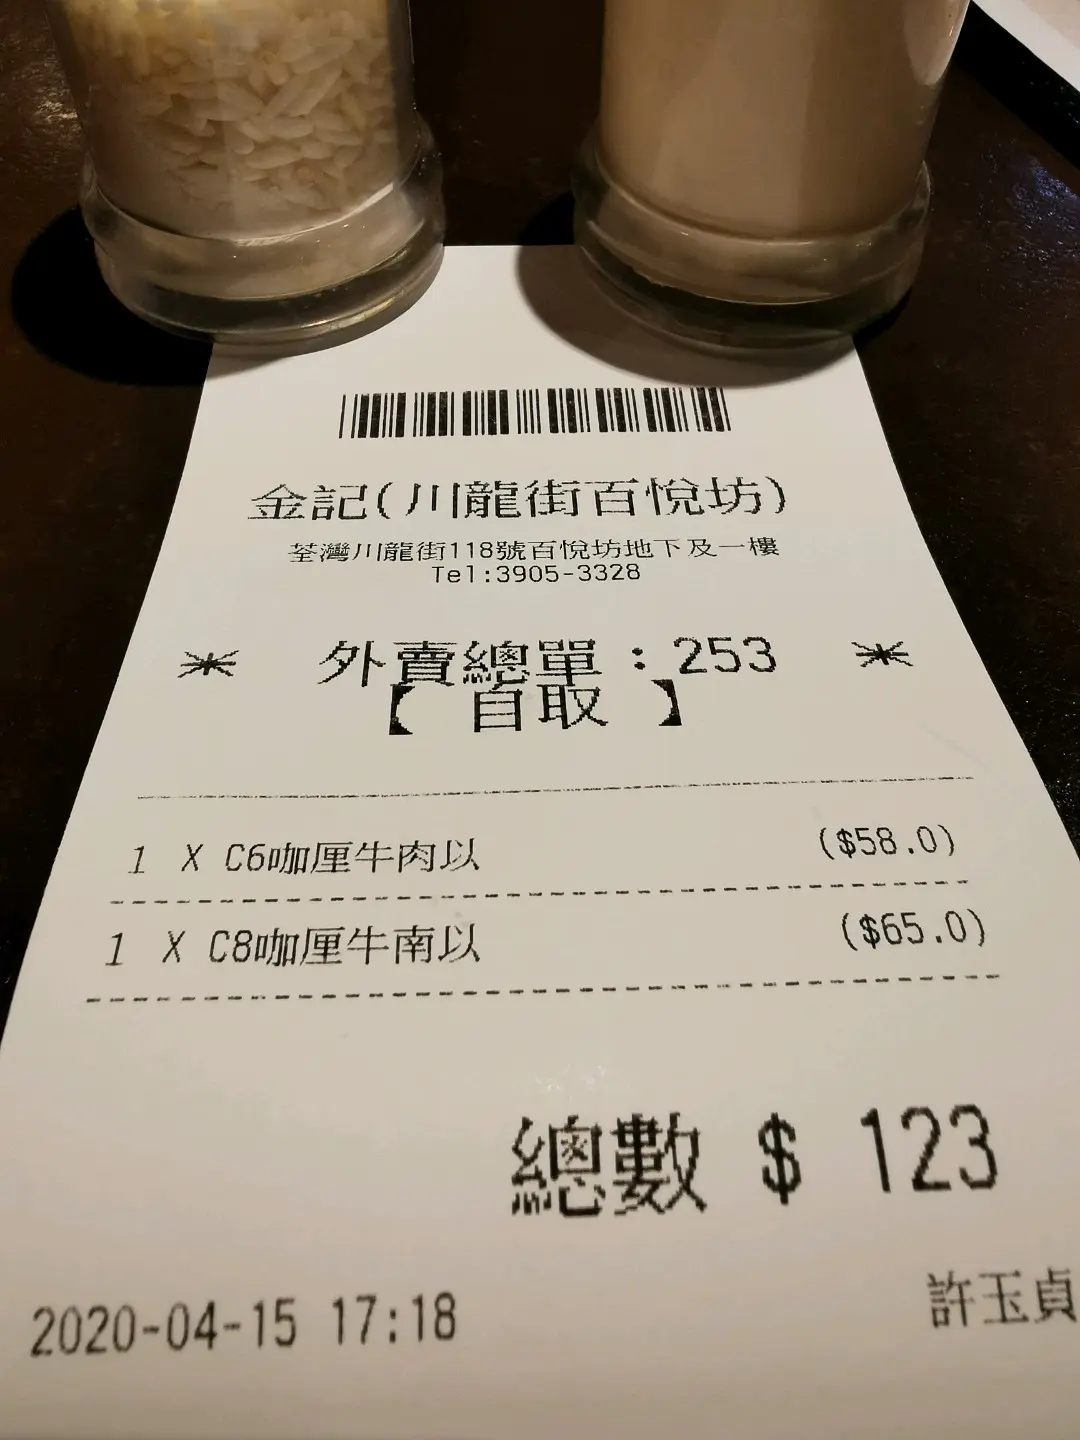 金記(川龍街百悅坊)
荃灣川龍街118號百悅坊地下及一樓
Tel:3905-3328
* 外賣總單：253 *
【 自取 】
1 X C6咖厘牛肉以 ($58.0)
1 X C8咖厘牛南以 ($65.0)
總數 $ 123
2020-04-15 17:18 許玉貞